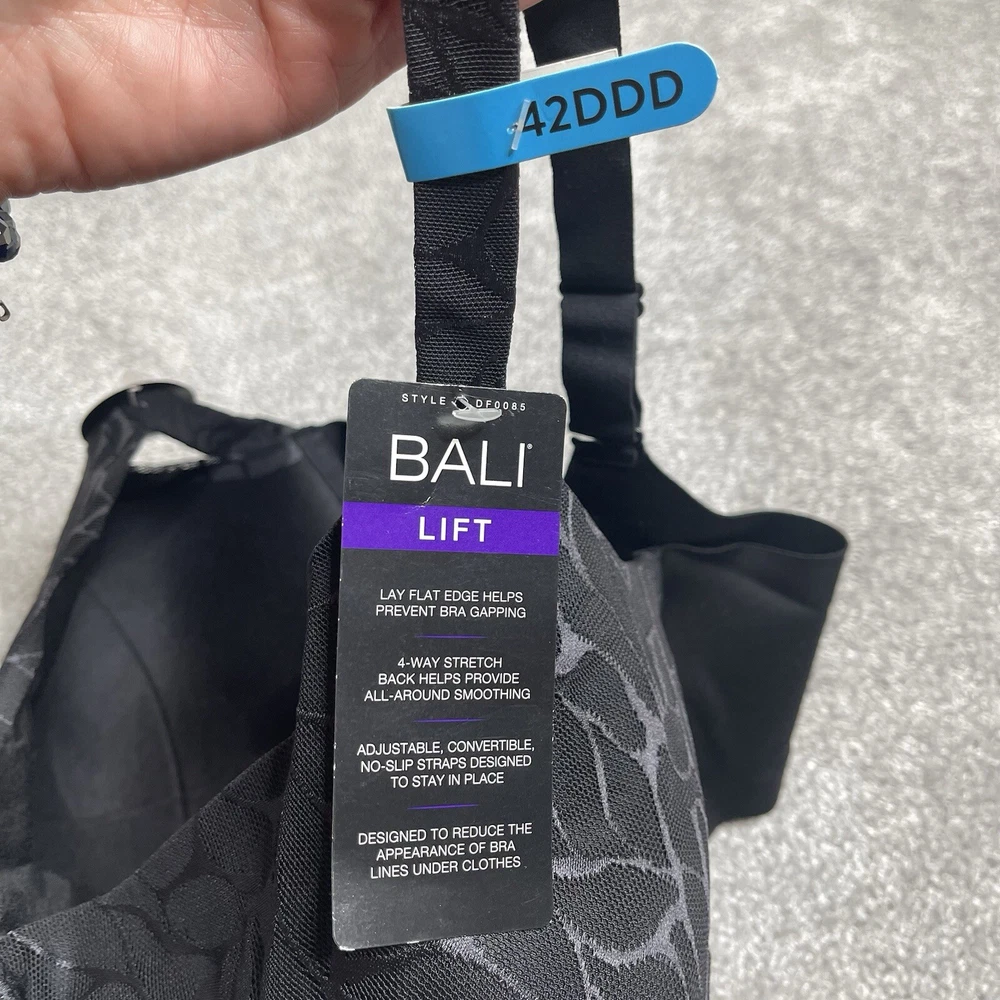 42DDD
STYLE DF0085
BALI®
LIFT
LAY FLAT EDGE HELPS
PREVENT BRA GAPPING
4-WAY STRETCH
BACK HELPS PROVIDE
ALL-AROUND SMOOTHING
ADJUSTABLE, CONVERTIBLE,
NO-SLIP STRAPS DESIGNED
TO STAY IN PLACE
DESIGNED TO REDUCE THE
APPEARANCE OF BRA
LINES UNDER CLOTHES